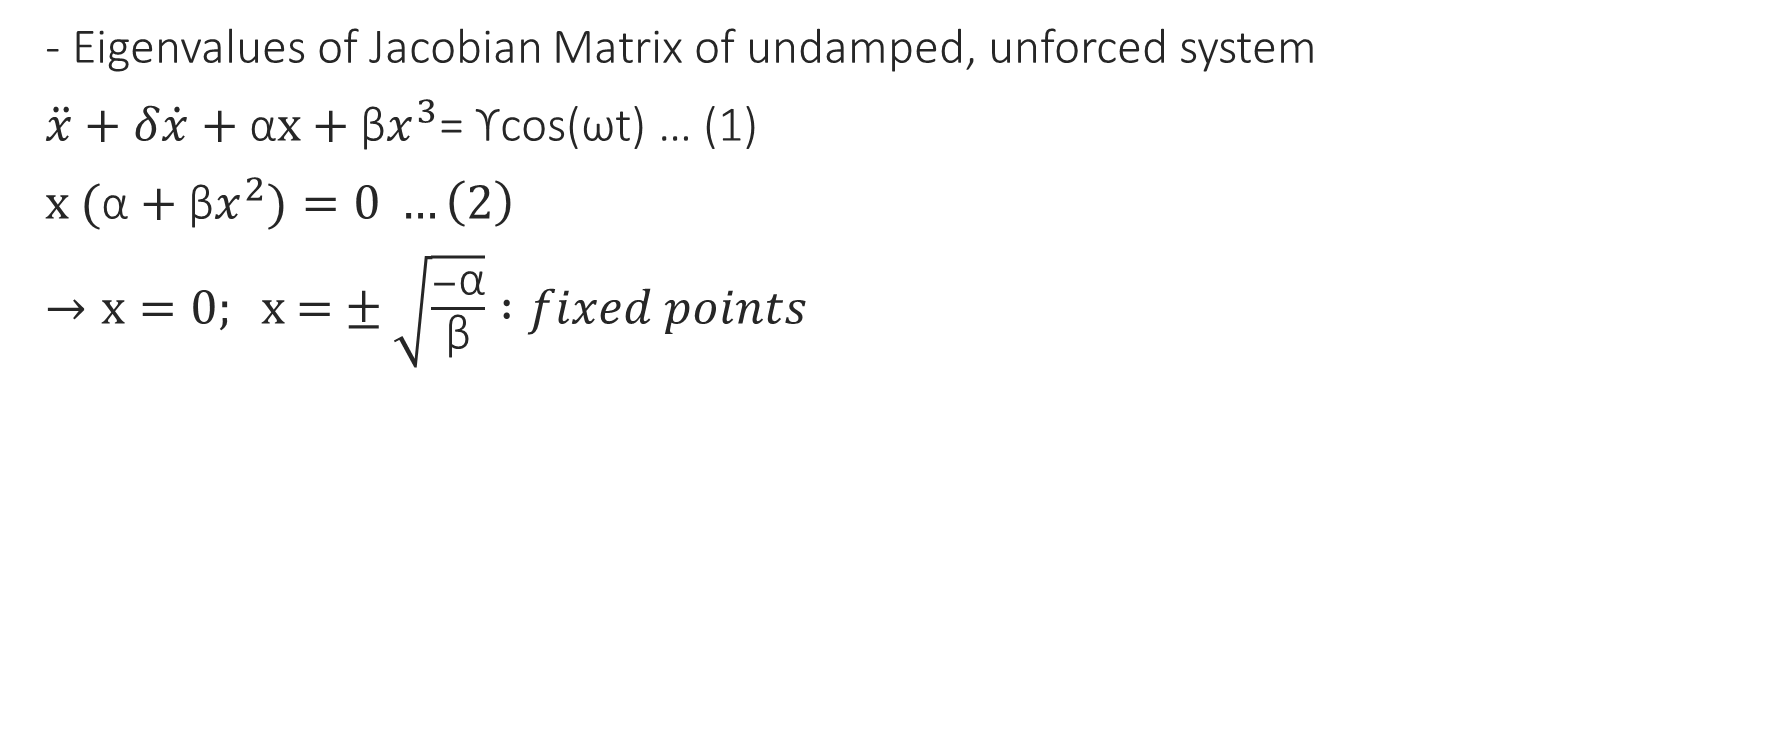 - Eigenvalues of Jacobian Matrix of undamped, unforced system
ẍ + δẋ + αx + βx³= ϒcos(ωt) ... (1)
x (α + βx²) = 0 ... (2)
→ x = 0; x = ± √(−α/β) : fixed points